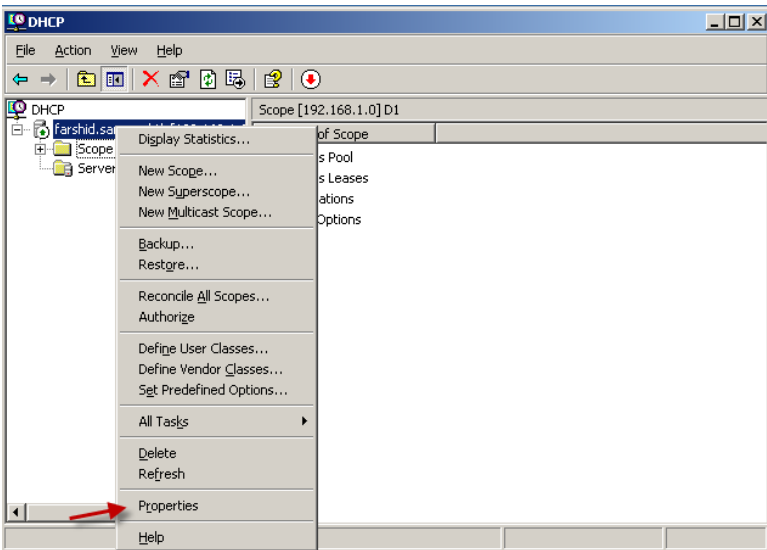 DHCP
File Action View Help
DHCP
Scope [192.168.1.0] D1
of Scope
Scope
Server
s Pool
s Leases
ations
Options
Display Statistics...
New Scope...
New Superscope...
New Multicast Scope...
Backup...
Restore...
Reconcile All Scopes...
Authorize
Define User Classes...
Define Vendor Classes...
Set Predefined Options...
All Tasks
Delete
Refresh
Properties
Help